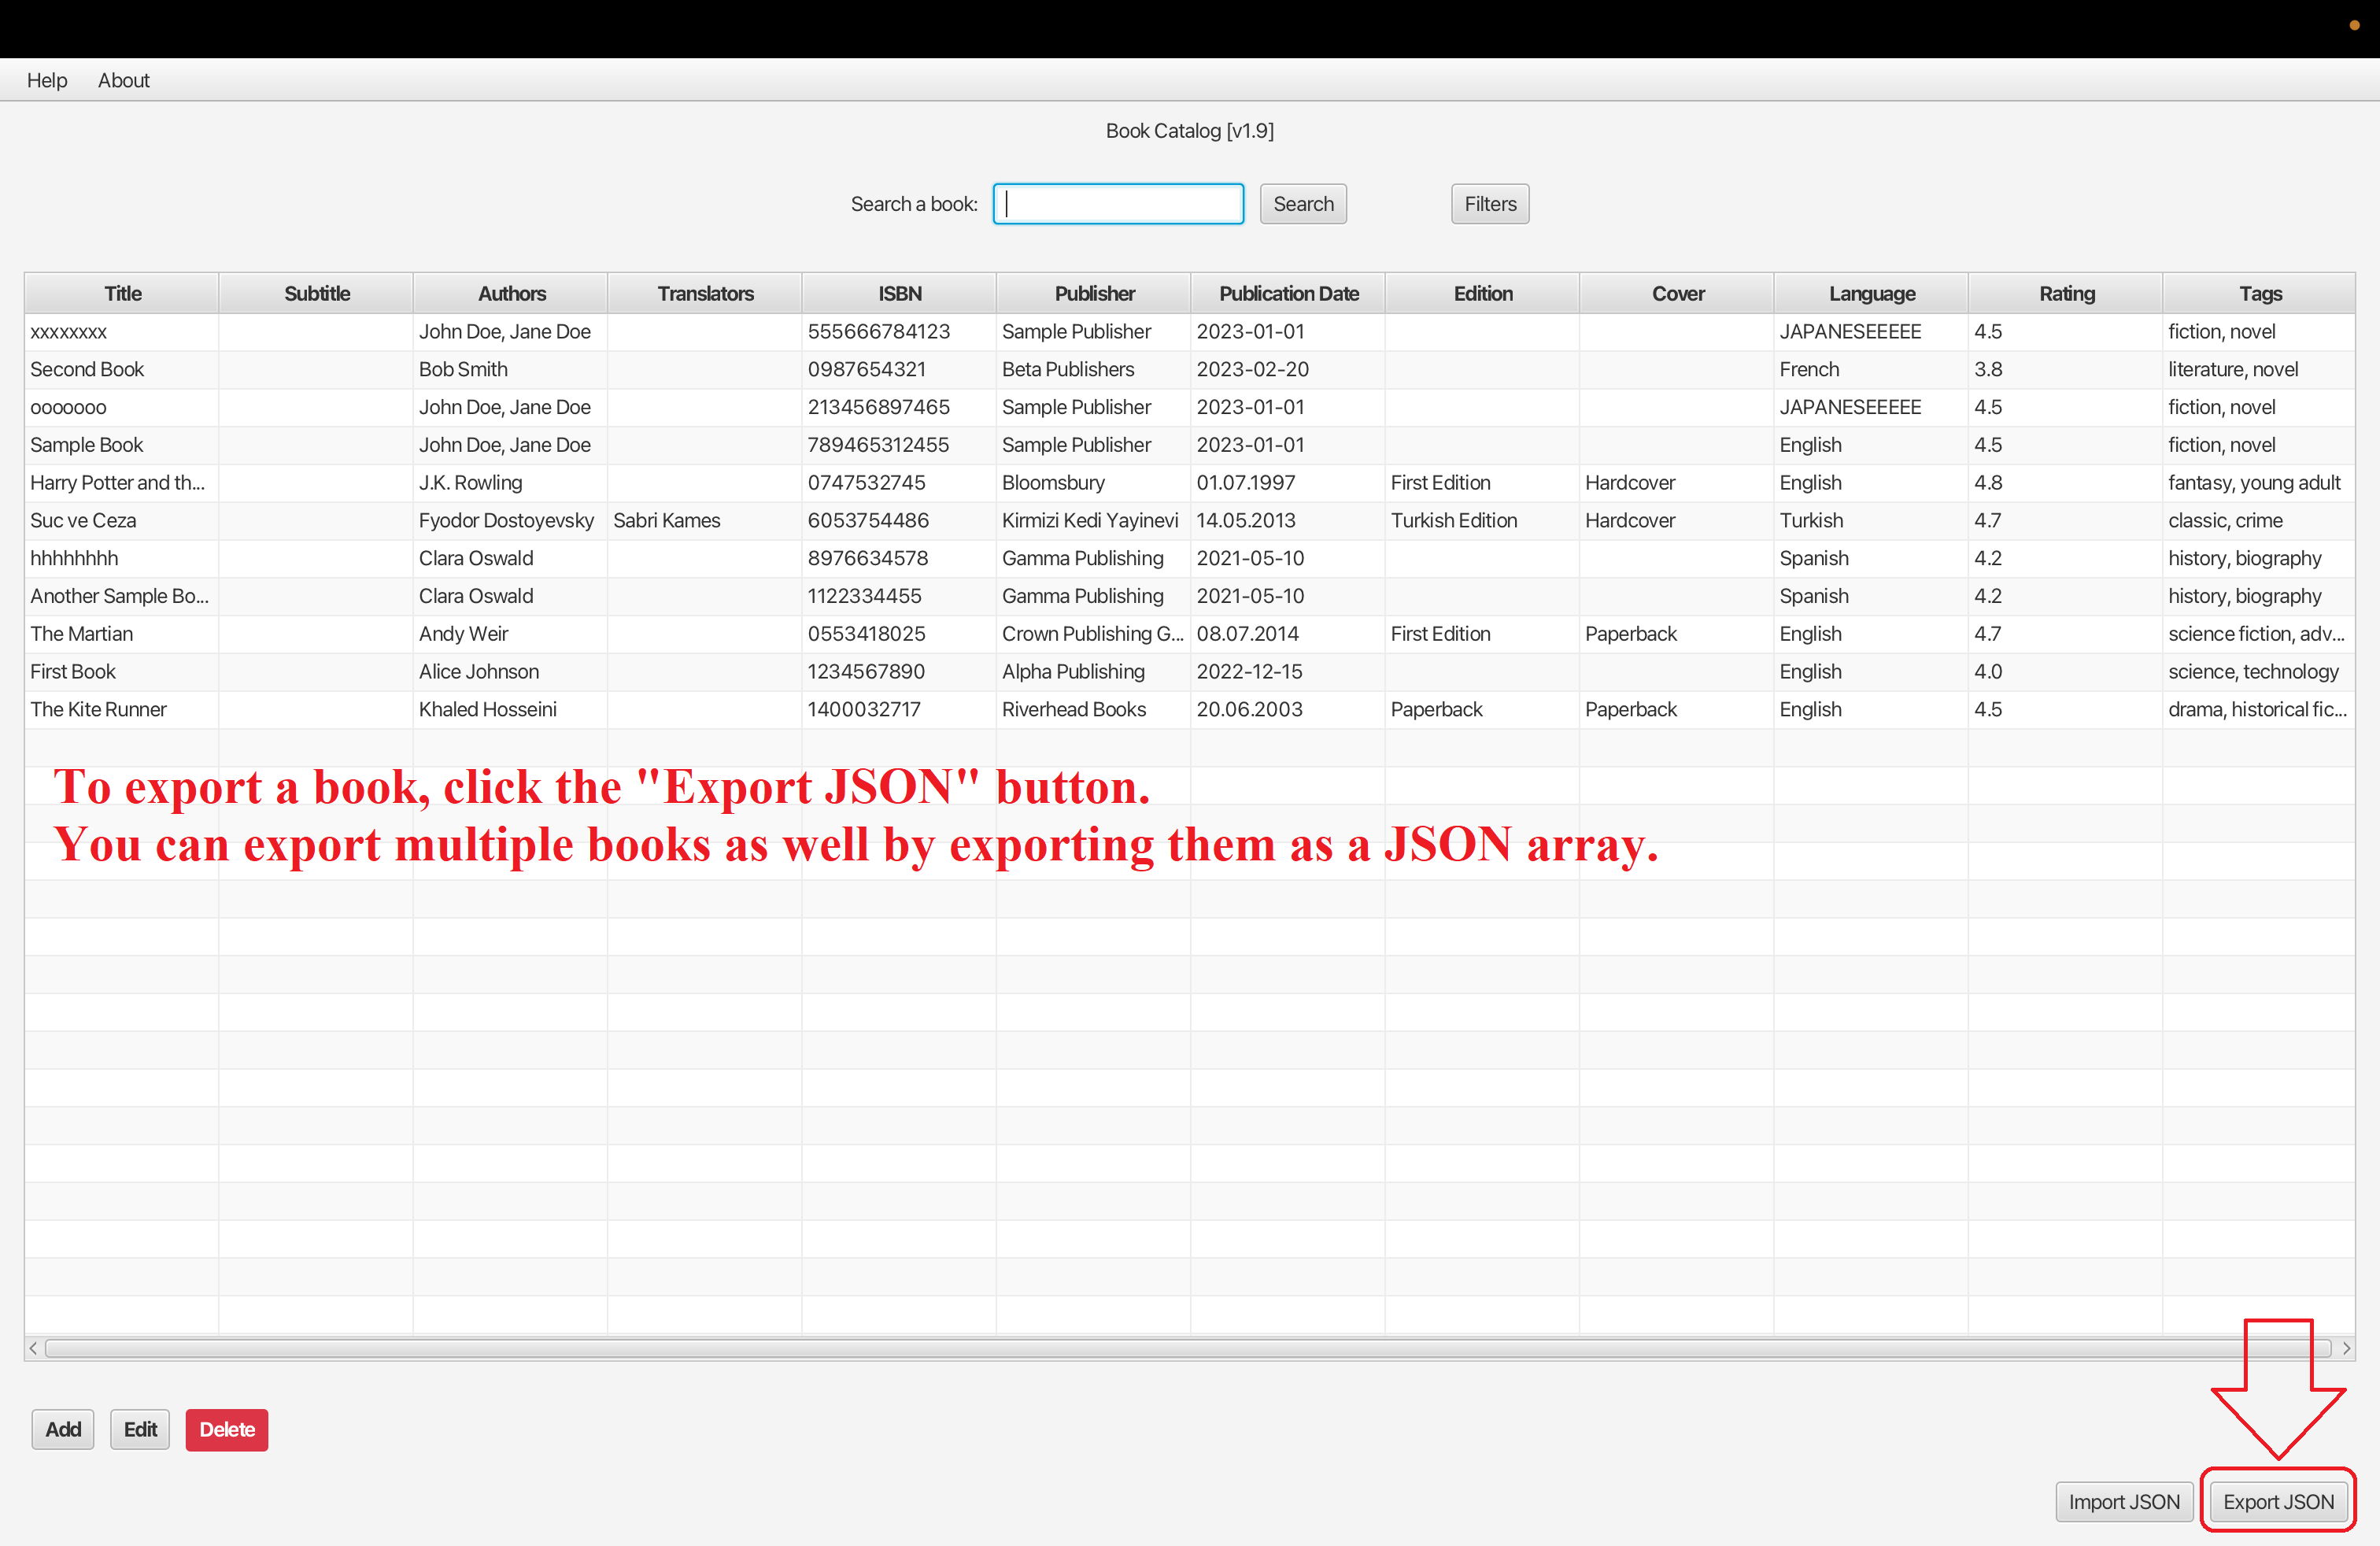 Help About
Book Catalog [v1.9]
Search a book: Search Filters
Title Subtitle Authors Translators ISBN Publisher Publication Date Edition Cover Language Rating Tags
xxxxxxxx John Doe, Jane Doe 555666784123 Sample Publisher 2023-01-01 JAPANESEEEEE 4.5 fiction, novel
Second Book Bob Smith 0987654321 Beta Publishers 2023-02-20 French 3.8 literature, novel
ooooooo John Doe, Jane Doe 213456897465 Sample Publisher 2023-01-01 JAPANESEEEEE 4.5 fiction, novel
Sample Book John Doe, Jane Doe 789465312455 Sample Publisher 2023-01-01 English 4.5 fiction, novel
Harry Potter and th... J.K. Rowling 0747532745 Bloomsbury 01.07.1997 First Edition Hardcover English 4.8 fantasy, young adult
Suc ve Ceza Fyodor Dostoyevsky Sabri Kames 6053754486 Kirmizi Kedi Yayinevi 14.05.2013 Turkish Edition Hardcover Turkish 4.7 classic, crime
hhhhhhhh Clara Oswald 8976634578 Gamma Publishing 2021-05-10 Spanish 4.2 history, biography
Another Sample Bo... Clara Oswald 1122334455 Gamma Publishing 2021-05-10 Spanish 4.2 history, biography
The Martian Andy Weir 0553418025 Crown Publishing G... 08.07.2014 First Edition Paperback English 4.7 science fiction, adv...
First Book Alice Johnson 1234567890 Alpha Publishing 2022-12-15 English 4.0 science, technology
The Kite Runner Khaled Hosseini 1400032717 Riverhead Books 20.06.2003 Paperback Paperback English 4.5 drama, historical fic...
To export a book, click the "Export JSON" button.
You can export multiple books as well by exporting them as a JSON array.
Add Edit Delete
Import JSON Export JSON